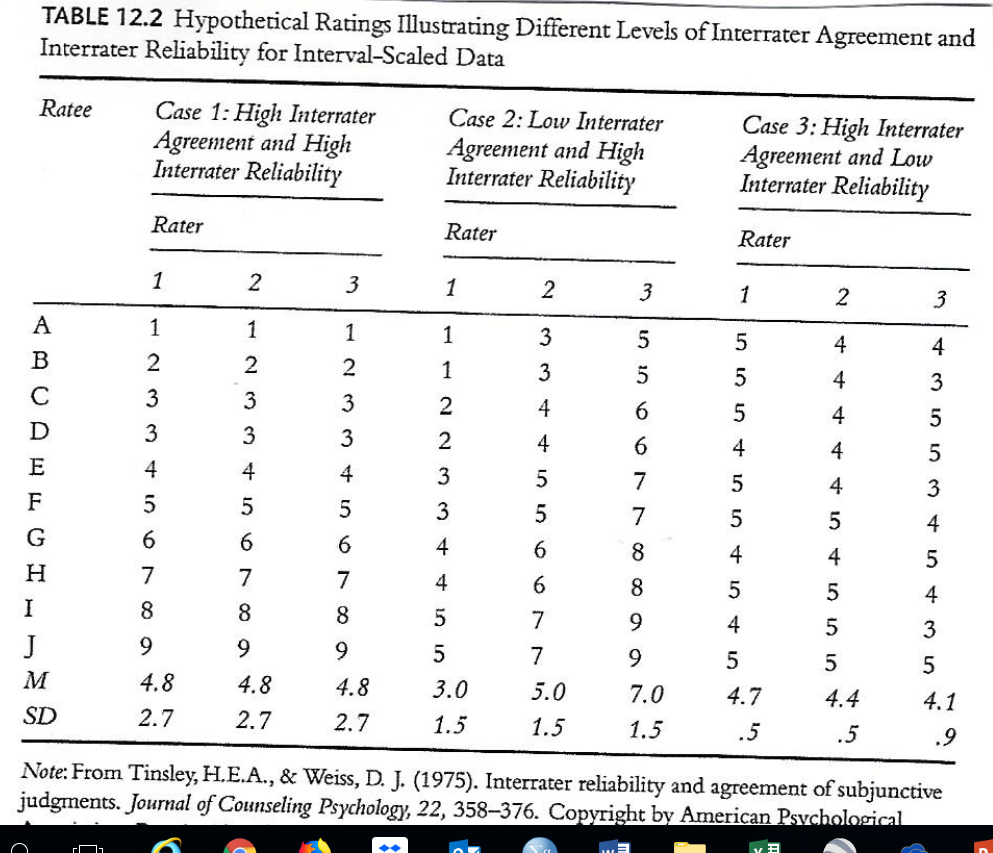 TABLE 12.2 Hypothetical Ratings Illustrating Different Levels of Interrater Agreement and
Interrater Reliability for Interval-Scaled Data
Ratee Case 1: High Interrater Case 2: Low Interrater Case 3: High Interrater
Agreement and High Agreement and High Agreement and Low
Interrater Reliability Interrater Reliability Interrater Reliability
Rater Rater Rater
1 2 3 1 2 3 1 2 3
A 1 1 1 1 3 5 5 4 4
B 2 2 2 1 3 5 5 4 3
C 3 3 3 2 4 6 5 4 5
D 3 3 3 2 4 6 4 4 5
E 4 4 4 3 5 7 5 4 3
F 5 5 5 3 5 7 5 5 4
G 6 6 6 4 6 8 4 4 5
H 7 7 7 4 6 8 5 5 4
I 8 8 8 5 7 9 4 5 3
J 9 9 9 5 7 9 5 5 5
M 4.8 4.8 4.8 3.0 5.0 7.0 4.7 4.4 4.1
SD 2.7 2.7 2.7 1.5 1.5 1.5 .5 .5 .9
Note: From Tinsley, H.E.A., & Weiss, D. J. (1975). Interrater reliability and agreement of subjunctive
judgments. Journal of Counseling Psychology, 22, 358–376. Copyright by American Psychological